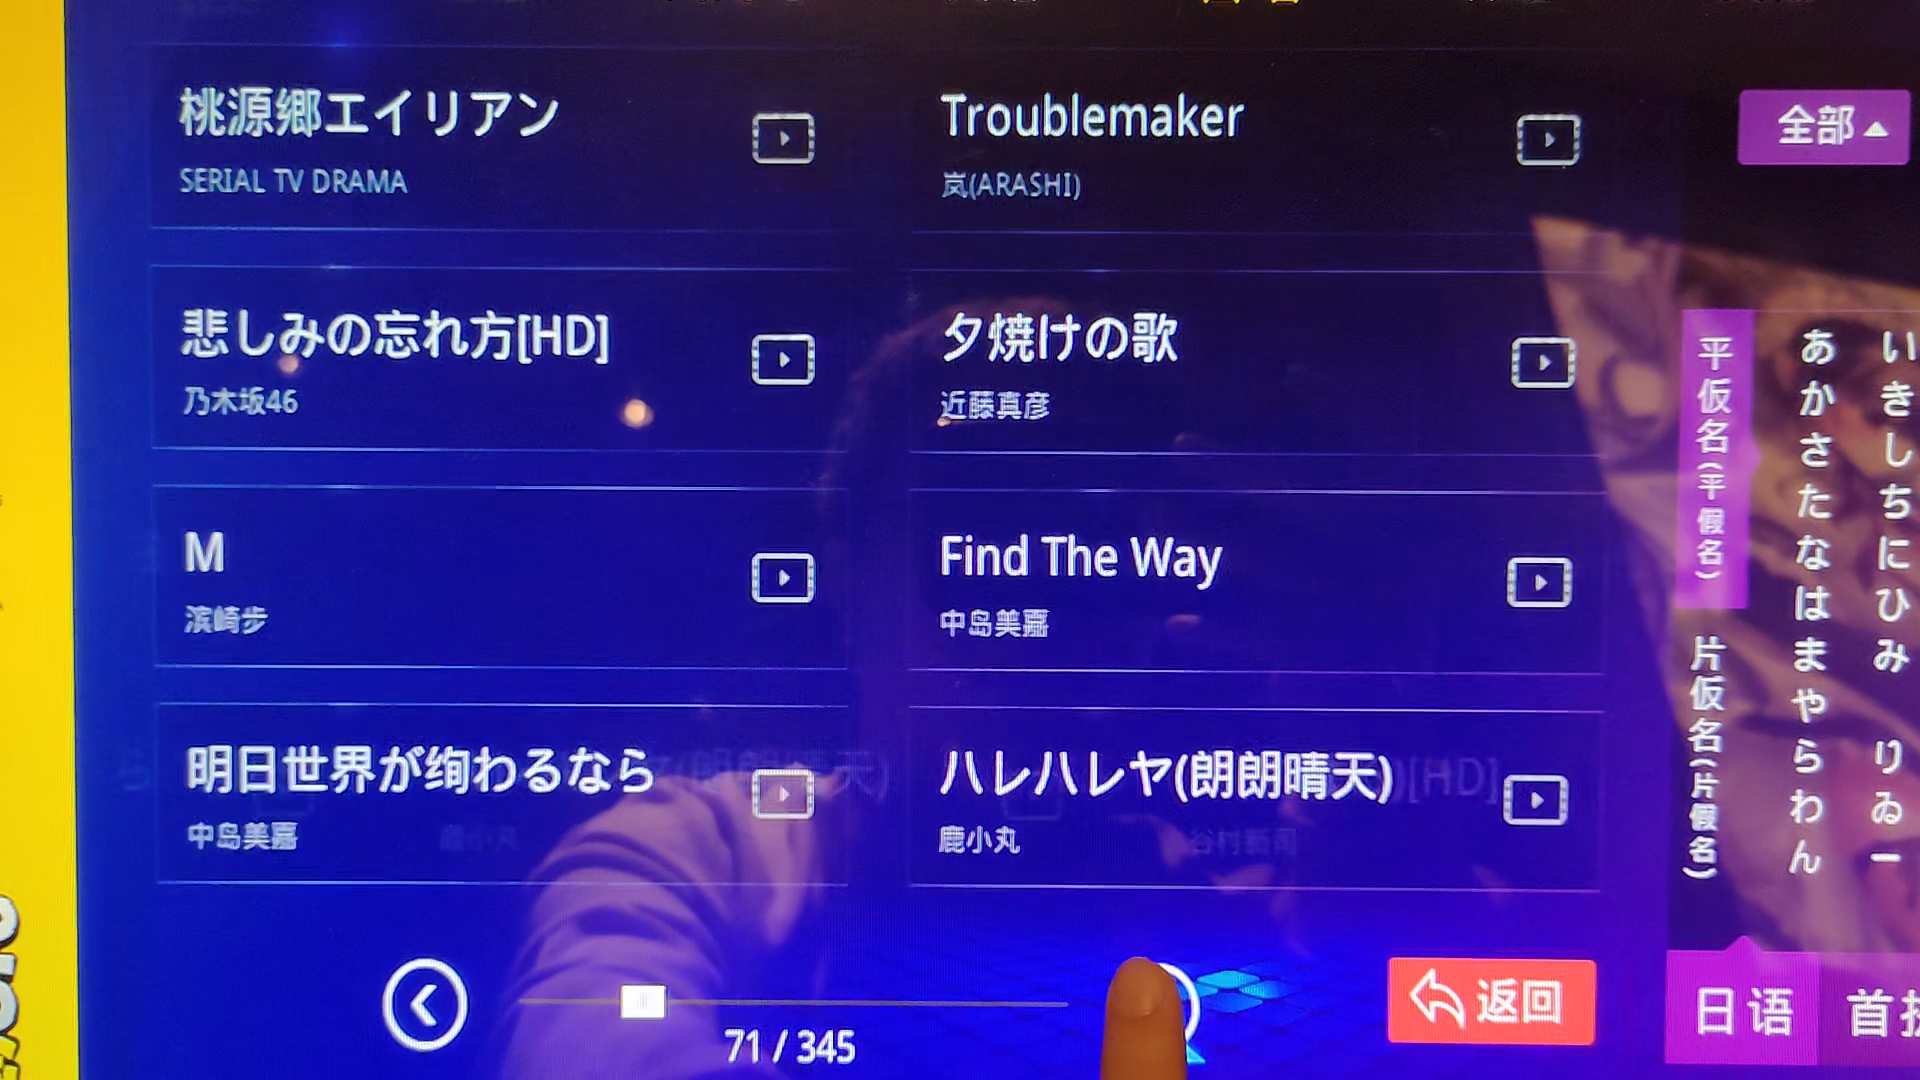 桃源郷エイリアン
SERIAL TV DRAMA
Troublemaker
岚(ARASHI)
全部
悲しみの忘れ方[HD]
乃木坂46
夕焼けの歌
近藤真彦
M
滨崎步
Find The Way
中岛美嘉
明日世界が绚わるなら
中岛美嘉
ハレハレヤ(朗朗晴天)
鹿小丸
平仮名(平假名)
片仮名(片假名)
あかさたなはまやらわん
いきしちにひみ りゐー
71 / 345
返回
日语
首